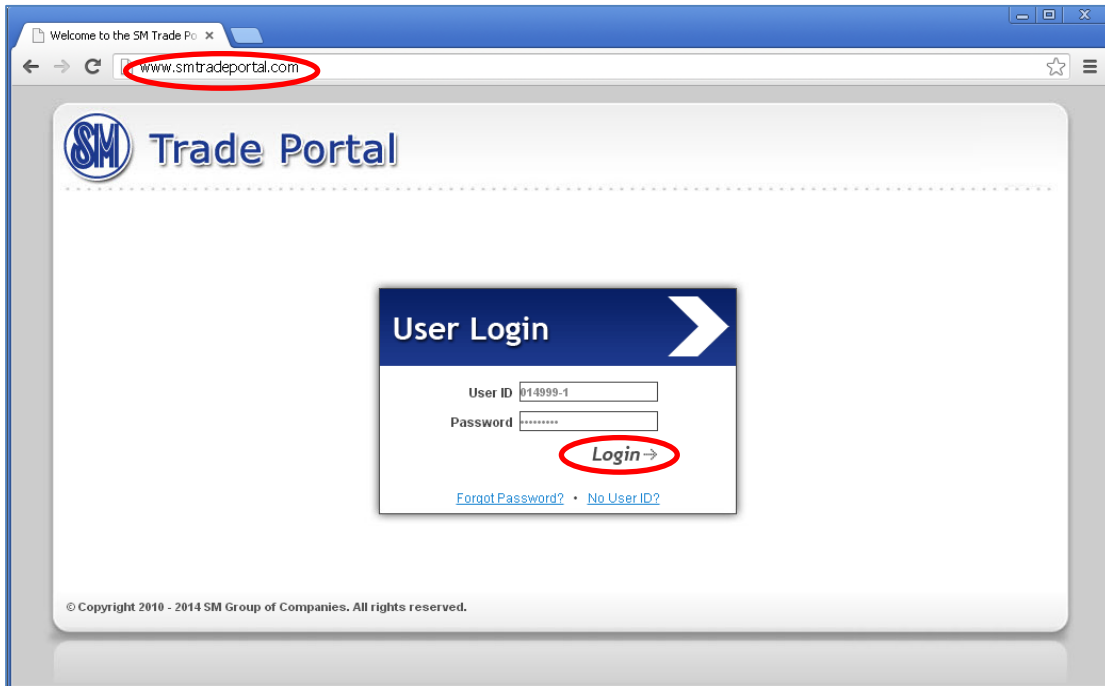 Welcome to the SM Trade Po
www.smtradeportal.com
SM Trade Portal
User Login
User ID 014999-1
Password •••••••••
Login
Forgot Password? • No User ID?
© Copyright 2010 - 2014 SM Group of Companies. All rights reserved.